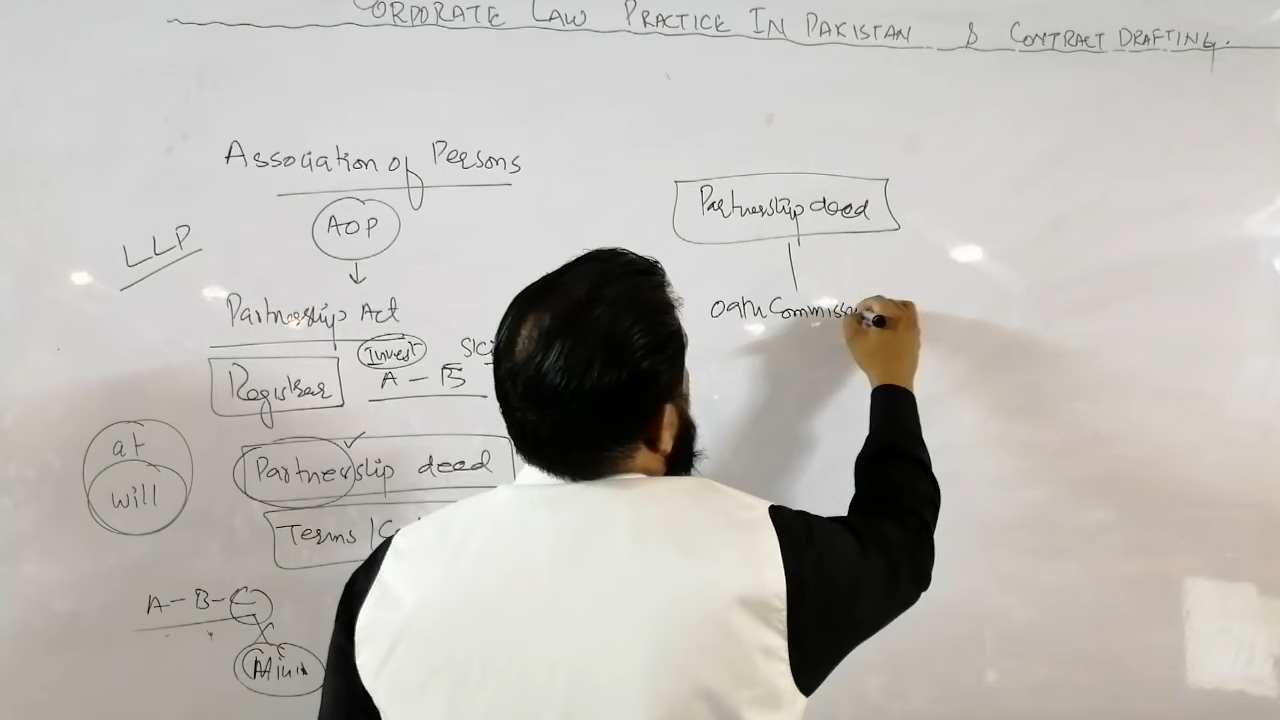 CORPORATE LAW PRACTICE IN PAKISTAN & CONTRACT DRAFTING.
Association of Persons
AOP
LLP
Partnership Act
Invest
Registrar
A - B
at
will
Partnership deed
Terms /
A - B - C
Partnership deed
Oath